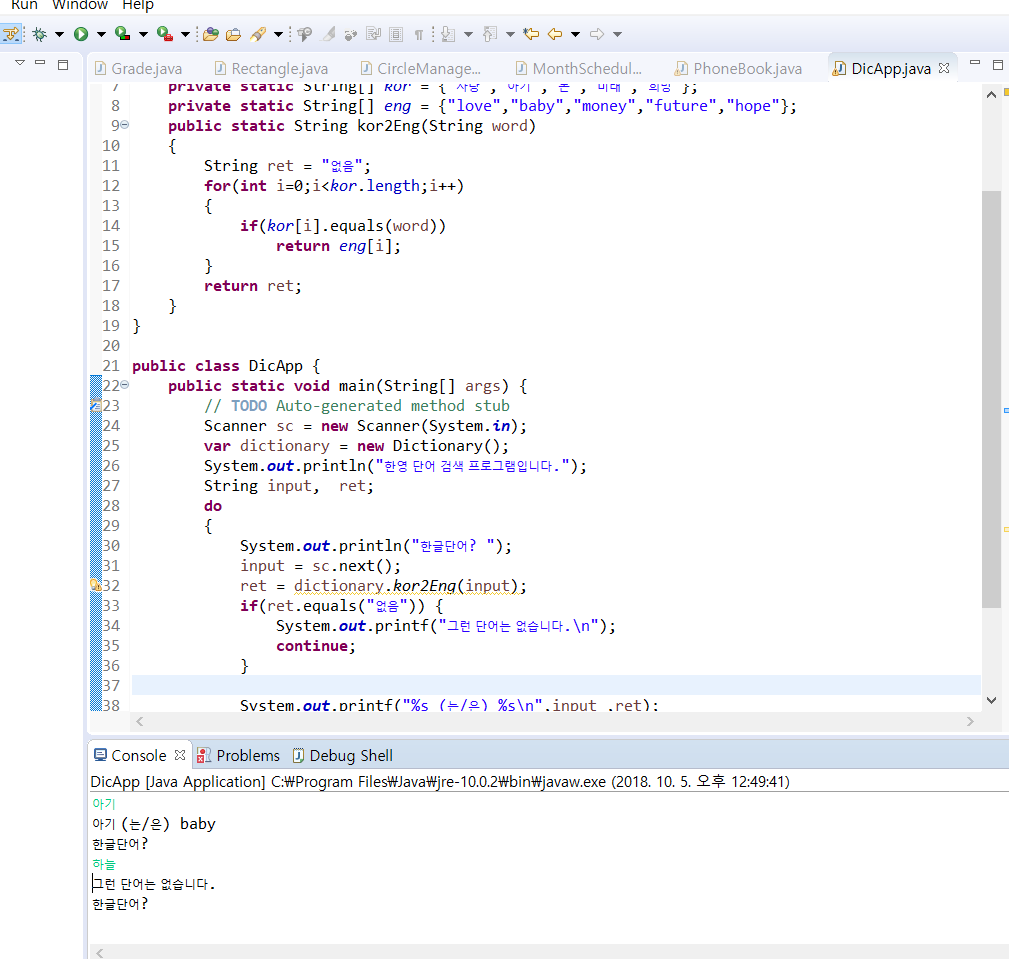 Run Window Help
Grade.java Rectangle.java CircleManage... MonthSchedul... PhoneBook.java DicApp.java
7 private static String[] kor = {"사랑","아기","돈","미래","희망"};
8 private static String[] eng = {"love","baby","money","future","hope"};
9 public static String kor2Eng(String word)
10 {
11 String ret = "없음";
12 for(int i=0;i<kor.length;i++)
13 {
14 if(kor[i].equals(word))
15 return eng[i];
16 }
17 return ret;
18 }
19 }
20
21 public class DicApp {
22 public static void main(String[] args) {
23 // TODO Auto-generated method stub
24 Scanner sc = new Scanner(System.in);
25 var dictionary = new Dictionary();
26 System.out.println("한영 단어 검색 프로그램입니다.");
27 String input, ret;
28 do
29 {
30 System.out.println("한글단어? ");
31 input = sc.next();
32 ret = dictionary.kor2Eng(input);
33 if(ret.equals("없음")) {
34 System.out.printf("그런 단어는 없습니다.\n");
35 continue;
36 }
37
38 System.out.printf("%s (는/은) %s\n",input ,ret);
Console Problems Debug Shell
DicApp [Java Application] C:₩Program Files₩Java₩jre-10.0.2₩bin₩javaw.exe (2018. 10. 5. 오후 12:49:41)
아기
아기 (는/은) baby
한글단어?
하늘
그런 단어는 없습니다.
한글단어?